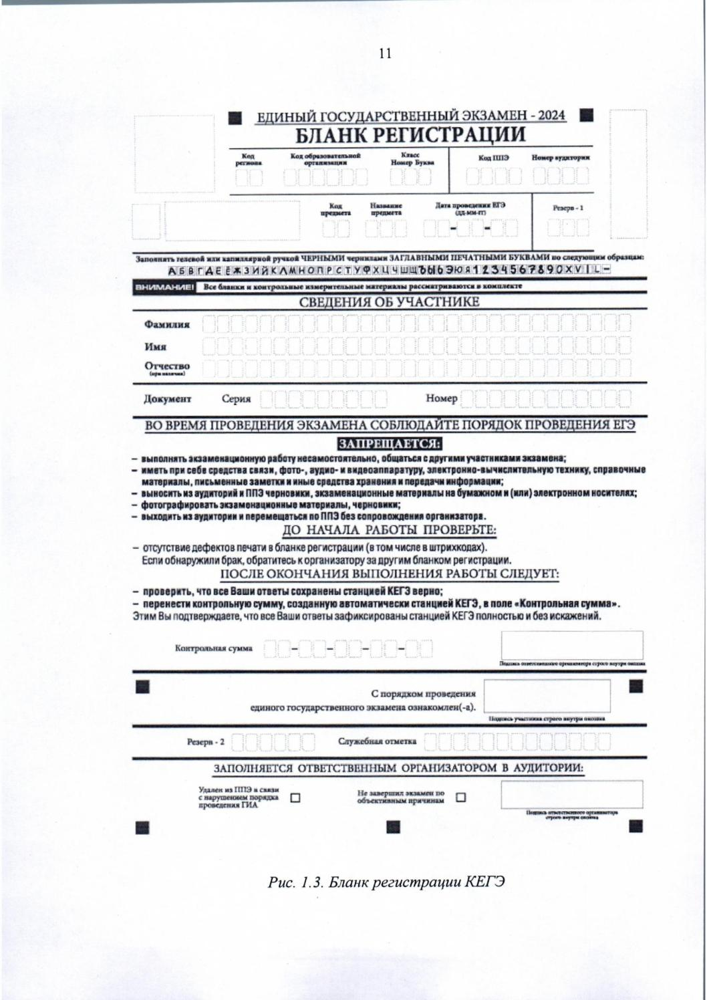 11
ЕДИНЫЙ ГОСУДАРСТВЕННЫЙ ЭКЗАМЕН - 2024
БЛАНК РЕГИСТРАЦИИ
Код региона
Код образовательной организации
Класс Номер Буква
Код ППЭ
Номер аудитории
Код предмета
Название предмета
Дата проведения ЕГЭ (дд-мм-гг)
Резерв - 1
Заполнять гелевой или капиллярной ручкой ЧЕРНЫМИ чернилами ЗАГЛАВНЫМИ ПЕЧАТНЫМИ БУКВАМИ по следующим образцам:
А Б В Г Д Е Ё Ж З И Й К Л М Н О П Р С Т У Ф Х Ц Ч Ш Щ Ъ Ы Ь Э Ю Я 1 2 3 4 5 6 7 8 9 0 X V I L -
ВНИМАНИЕ! Все бланки и контрольные измерительные материалы рассматриваются в комплекте
СВЕДЕНИЯ ОБ УЧАСТНИКЕ
Фамилия
Имя
Отчество
(при наличии)
Документ Серия Номер
ВО ВРЕМЯ ПРОВЕДЕНИЯ ЭКЗАМЕНА СОБЛЮДАЙТЕ ПОРЯДОК ПРОВЕДЕНИЯ ЕГЭ
ЗАПРЕЩАЕТСЯ:
– выполнять экзаменационную работу несамостоятельно, общаться с другими участниками экзамена;
– иметь при себе средства связи, фото-, аудио- и видеоаппаратуру, электронно-вычислительную технику, справочные
материалы, письменные заметки и иные средства хранения и передачи информации;
– выносить из аудиторий и ППЭ черновики, экзаменационные материалы на бумажном и (или) электронном носителях;
– фотографировать экзаменационные материалы, черновики;
– выходить из аудитории и перемещаться по ППЭ без сопровождения организатора.
ДО НАЧАЛА РАБОТЫ ПРОВЕРЬТЕ:
– отсутствие дефектов печати в бланке регистрации (в том числе в штрихкодах).
Если обнаружили брак, обратитесь к организатору за другим бланком регистрации.
ПОСЛЕ ОКОНЧАНИЯ ВЫПОЛНЕНИЯ РАБОТЫ СЛЕДУЕТ:
– проверить, что все Ваши ответы сохранены станцией КЕГЭ верно;
– перенести контрольную сумму, созданную автоматически станцией КЕГЭ, в поле «Контрольная сумма».
Этим Вы подтверждаете, что все Ваши ответы зафиксированы станцией КЕГЭ полностью и без искажений.
Контрольная сумма - - - -
Подпись ответственного организатора строго внутри окошка
С порядком проведения
единого государственного экзамена ознакомлен(-а).
Подпись участника строго внутри окошка
Резерв - 2 Служебная отметка
ЗАПОЛНЯЕТСЯ ОТВЕТСТВЕННЫМ ОРГАНИЗАТОРОМ В АУДИТОРИИ:
Удален из ППЭ в связи
с нарушением порядка
проведения ГИА
Не завершил экзамен по
объективным причинам
Подпись ответственного организатора
строго внутри окошка
Рис. 1.3. Бланк регистрации КЕГЭ